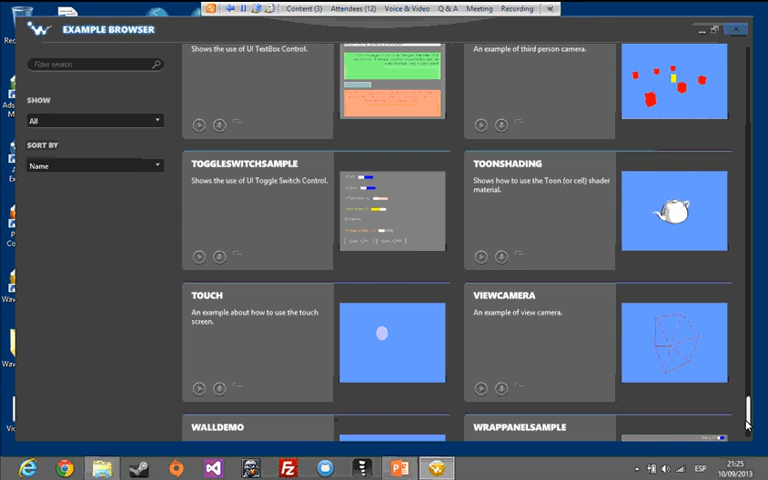 Content (3) Attendees (12) Voice & Video Q & A Meeting Recording
EXAMPLE BROWSER
Filter search
SHOW
All
SORT BY
Name
Shows the use of UI TextBox Control.
An example of third person camera.
TOGGLESWITCHSAMPLE
Shows the use of UI Toggle Switch Control.
TOONSHADING
Shows how to use the Toon (or cell) shader
material.
TOUCH
An example about how to use the touch
screen.
VIEWCAMERA
An example of view camera.
WALLDEMO
WRAPPANELSAMPLE
ESP
21:25
10/09/2013